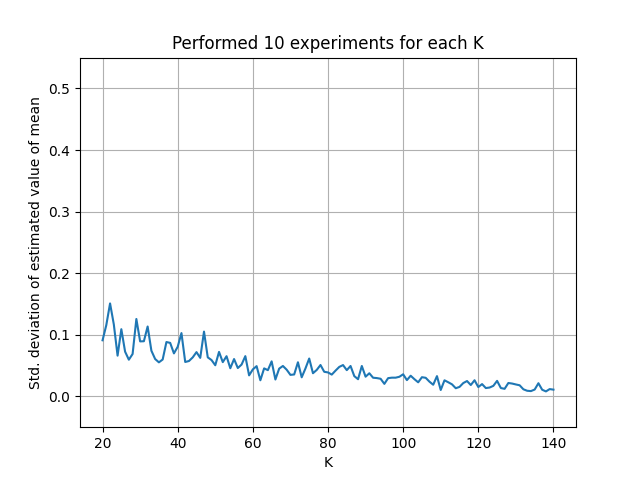 Performed 10 experiments for each K
Std. deviation of estimated value of mean
0.5
0.4
0.3
0.2
0.1
0.0
20 40 60 80 100 120 140
K